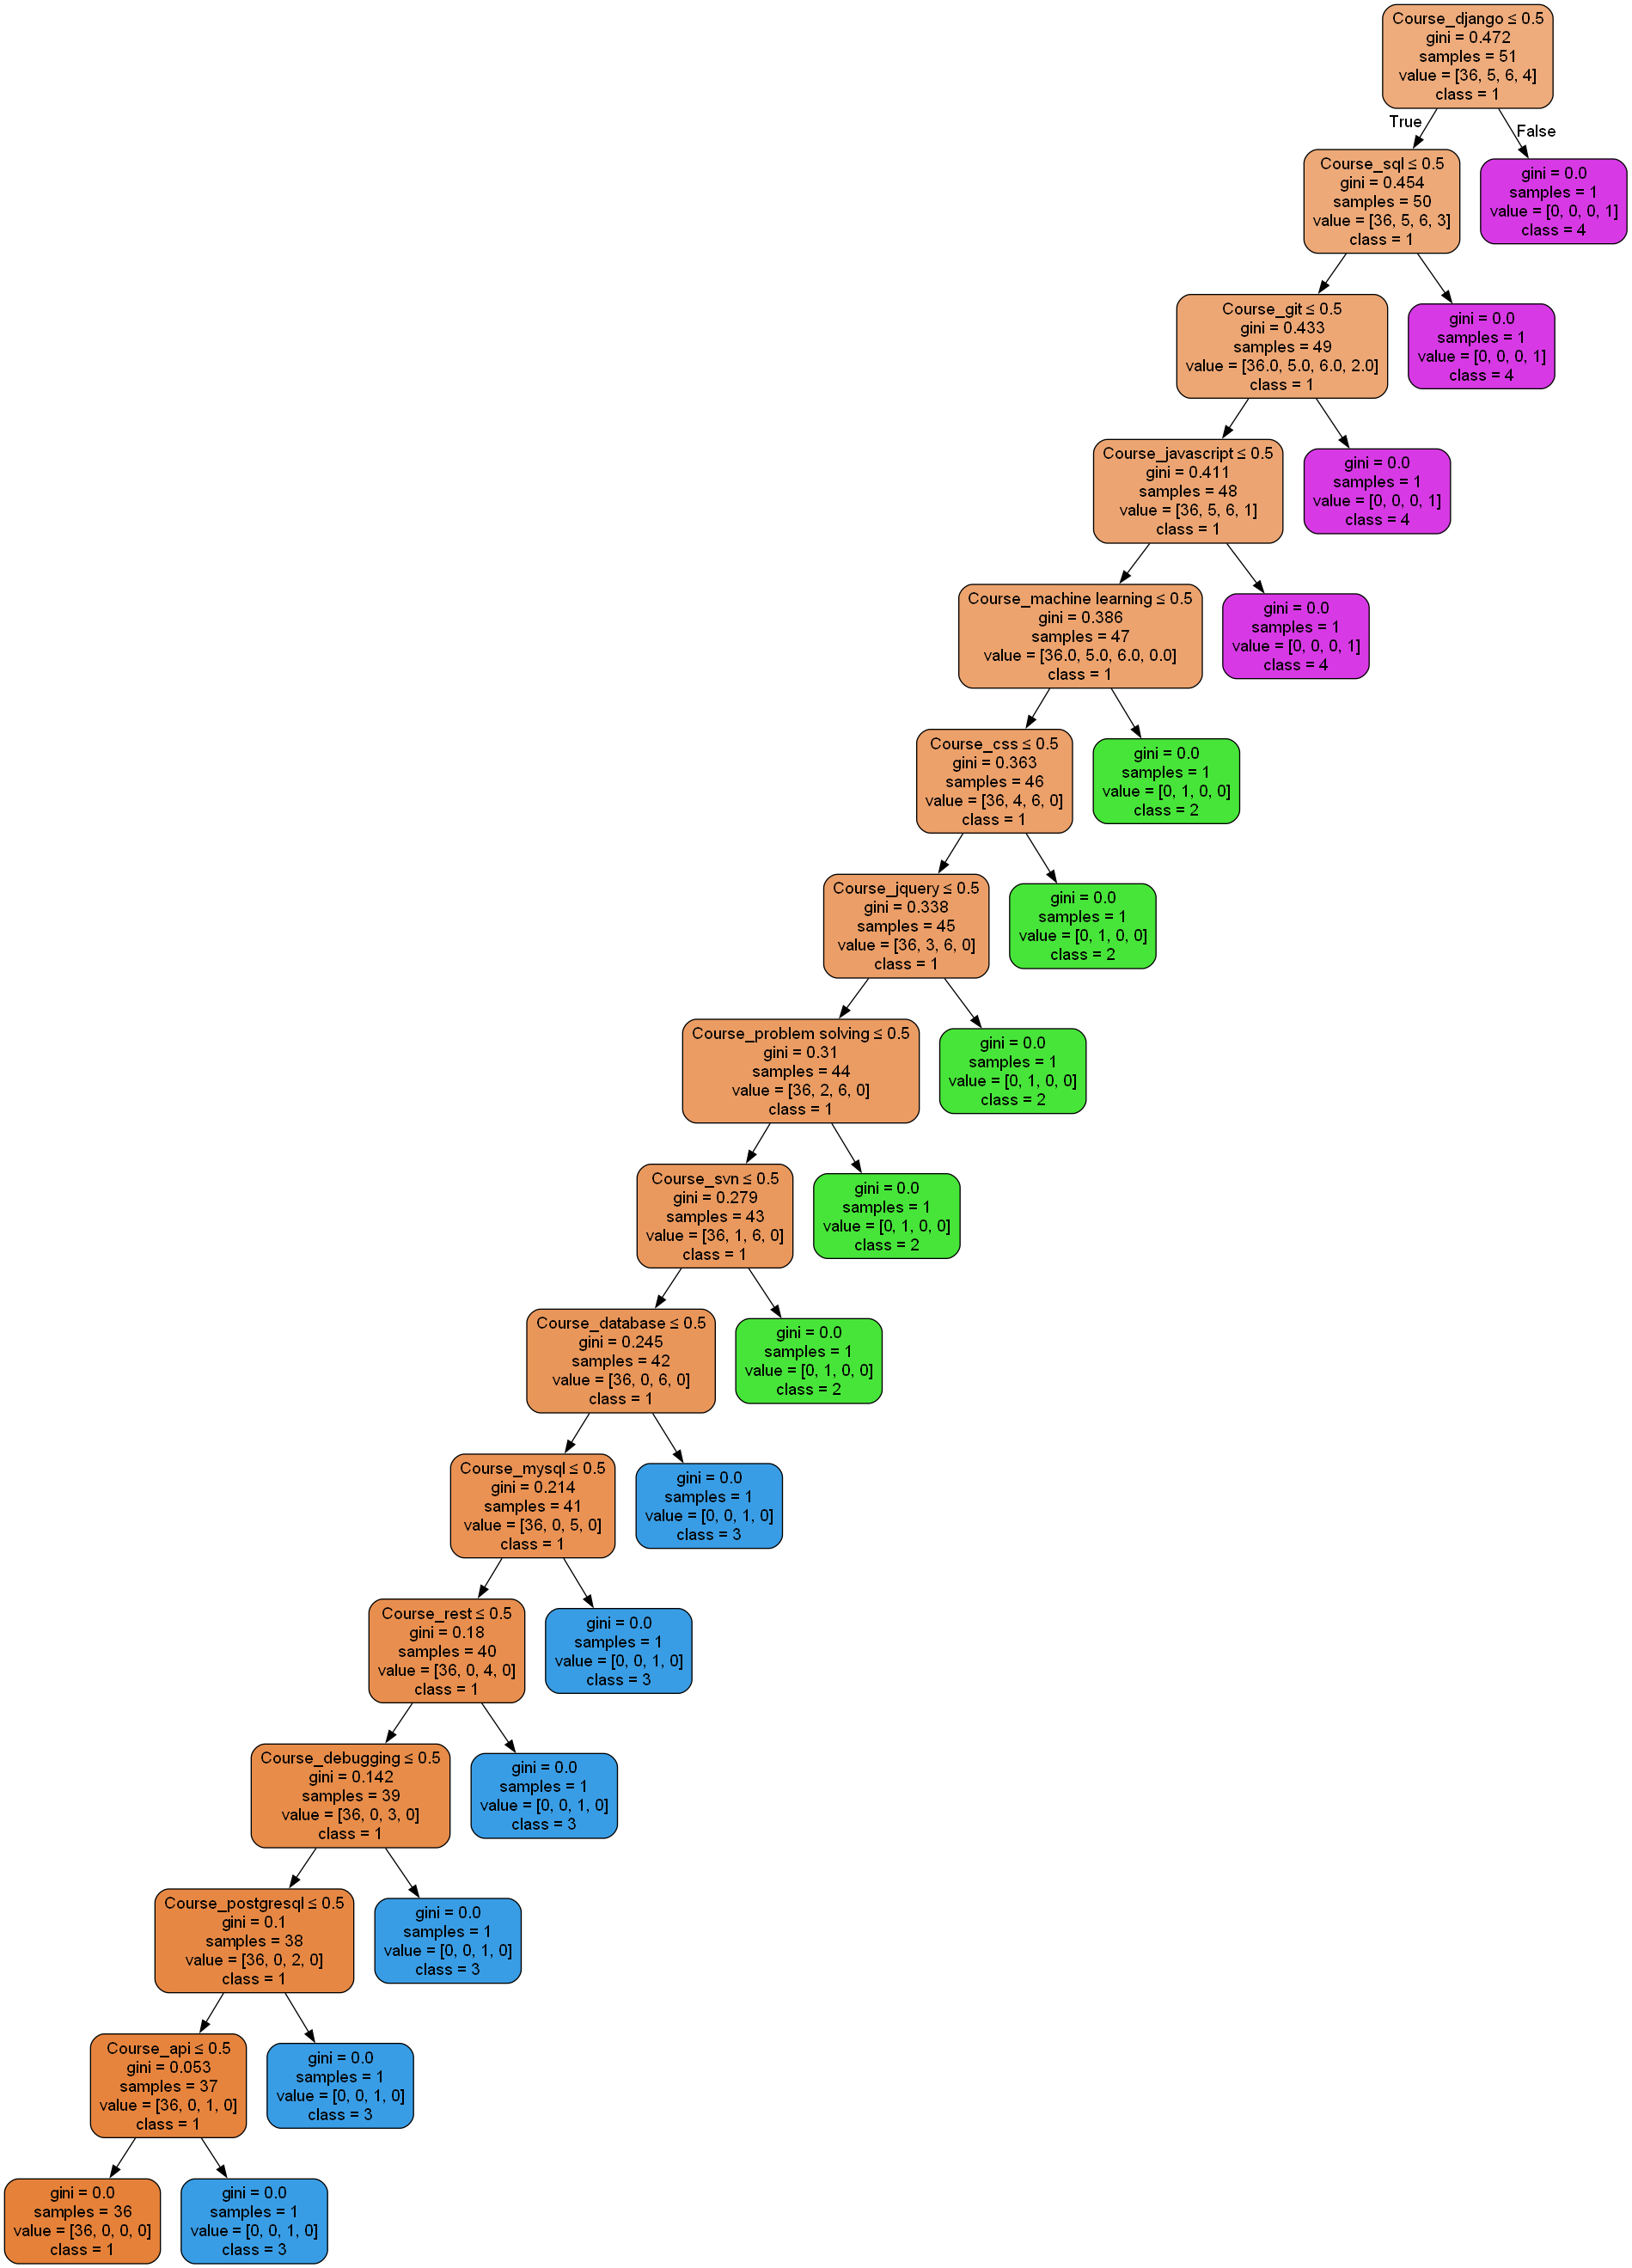 Course_django ≤ 0.5
gini = 0.472
samples = 51
value = [36, 5, 6, 4]
class = 1
True
False
Course_sql ≤ 0.5
gini = 0.454
samples = 50
value = [36, 5, 6, 3]
class = 1
gini = 0.0
samples = 1
value = [0, 0, 0, 1]
class = 4
Course_git ≤ 0.5
gini = 0.433
samples = 49
value = [36.0, 5.0, 6.0, 2.0]
class = 1
gini = 0.0
samples = 1
value = [0, 0, 0, 1]
class = 4
Course_javascript ≤ 0.5
gini = 0.411
samples = 48
value = [36, 5, 6, 1]
class = 1
gini = 0.0
samples = 1
value = [0, 0, 0, 1]
class = 4
Course_machine learning ≤ 0.5
gini = 0.386
samples = 47
value = [36.0, 5.0, 6.0, 0.0]
class = 1
gini = 0.0
samples = 1
value = [0, 0, 0, 1]
class = 4
Course_css ≤ 0.5
gini = 0.363
samples = 46
value = [36, 4, 6, 0]
class = 1
gini = 0.0
samples = 1
value = [0, 1, 0, 0]
class = 2
Course_jquery ≤ 0.5
gini = 0.338
samples = 45
value = [36, 3, 6, 0]
class = 1
gini = 0.0
samples = 1
value = [0, 1, 0, 0]
class = 2
Course_problem solving ≤ 0.5
gini = 0.31
samples = 44
value = [36, 2, 6, 0]
class = 1
gini = 0.0
samples = 1
value = [0, 1, 0, 0]
class = 2
Course_svn ≤ 0.5
gini = 0.279
samples = 43
value = [36, 1, 6, 0]
class = 1
gini = 0.0
samples = 1
value = [0, 1, 0, 0]
class = 2
Course_database ≤ 0.5
gini = 0.245
samples = 42
value = [36, 0, 6, 0]
class = 1
gini = 0.0
samples = 1
value = [0, 1, 0, 0]
class = 2
Course_mysql ≤ 0.5
gini = 0.214
samples = 41
value = [36, 0, 5, 0]
class = 1
gini = 0.0
samples = 1
value = [0, 0, 1, 0]
class = 3
Course_rest ≤ 0.5
gini = 0.18
samples = 40
value = [36, 0, 4, 0]
class = 1
gini = 0.0
samples = 1
value = [0, 0, 1, 0]
class = 3
Course_debugging ≤ 0.5
gini = 0.142
samples = 39
value = [36, 0, 3, 0]
class = 1
gini = 0.0
samples = 1
value = [0, 0, 1, 0]
class = 3
Course_postgresql ≤ 0.5
gini = 0.1
samples = 38
value = [36, 0, 2, 0]
class = 1
gini = 0.0
samples = 1
value = [0, 0, 1, 0]
class = 3
Course_api ≤ 0.5
gini = 0.053
samples = 37
value = [36, 0, 1, 0]
class = 1
gini = 0.0
samples = 1
value = [0, 0, 1, 0]
class = 3
gini = 0.0
samples = 36
value = [36, 0, 0, 0]
class = 1
gini = 0.0
samples = 1
value = [0, 0, 1, 0]
class = 3